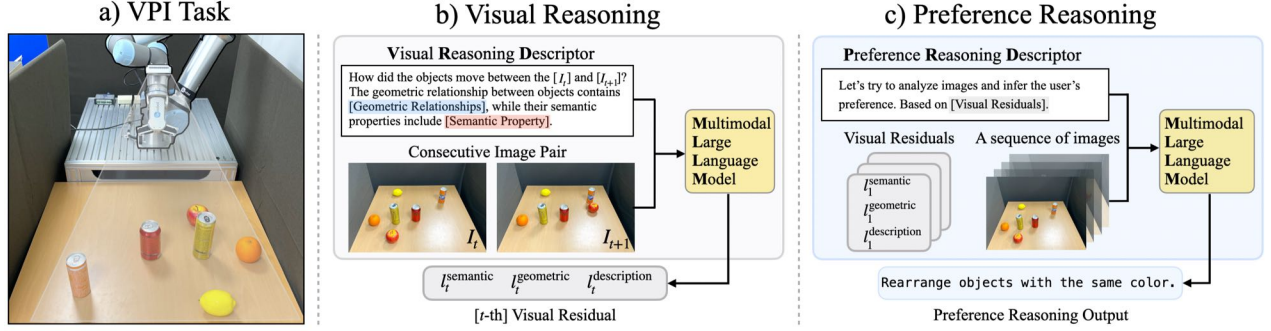 a) VPI Task
b) Visual Reasoning
Visual Reasoning Descriptor
How did the objects move between the [I_t] and [I_{t+1}]?
The geometric relationship between objects contains
[Geometric Relationships], while their semantic
properties include [Semantic Property].
Consecutive Image Pair
I_t
I_{t+1}
Multimodal
Large
Language
Model
l_t^{semantic} l_t^{geometric} l_t^{description}
[t-th] Visual Residual
c) Preference Reasoning
Preference Reasoning Descriptor
Let's try to analyze images and infer the user's
preference. Based on [Visual Residuals].
Visual Residuals
l_1^{semantic}
l_1^{geometric}
l_1^{description}
A sequence of images
Multimodal
Large
Language
Model
Rearrange objects with the same color.
Preference Reasoning Output